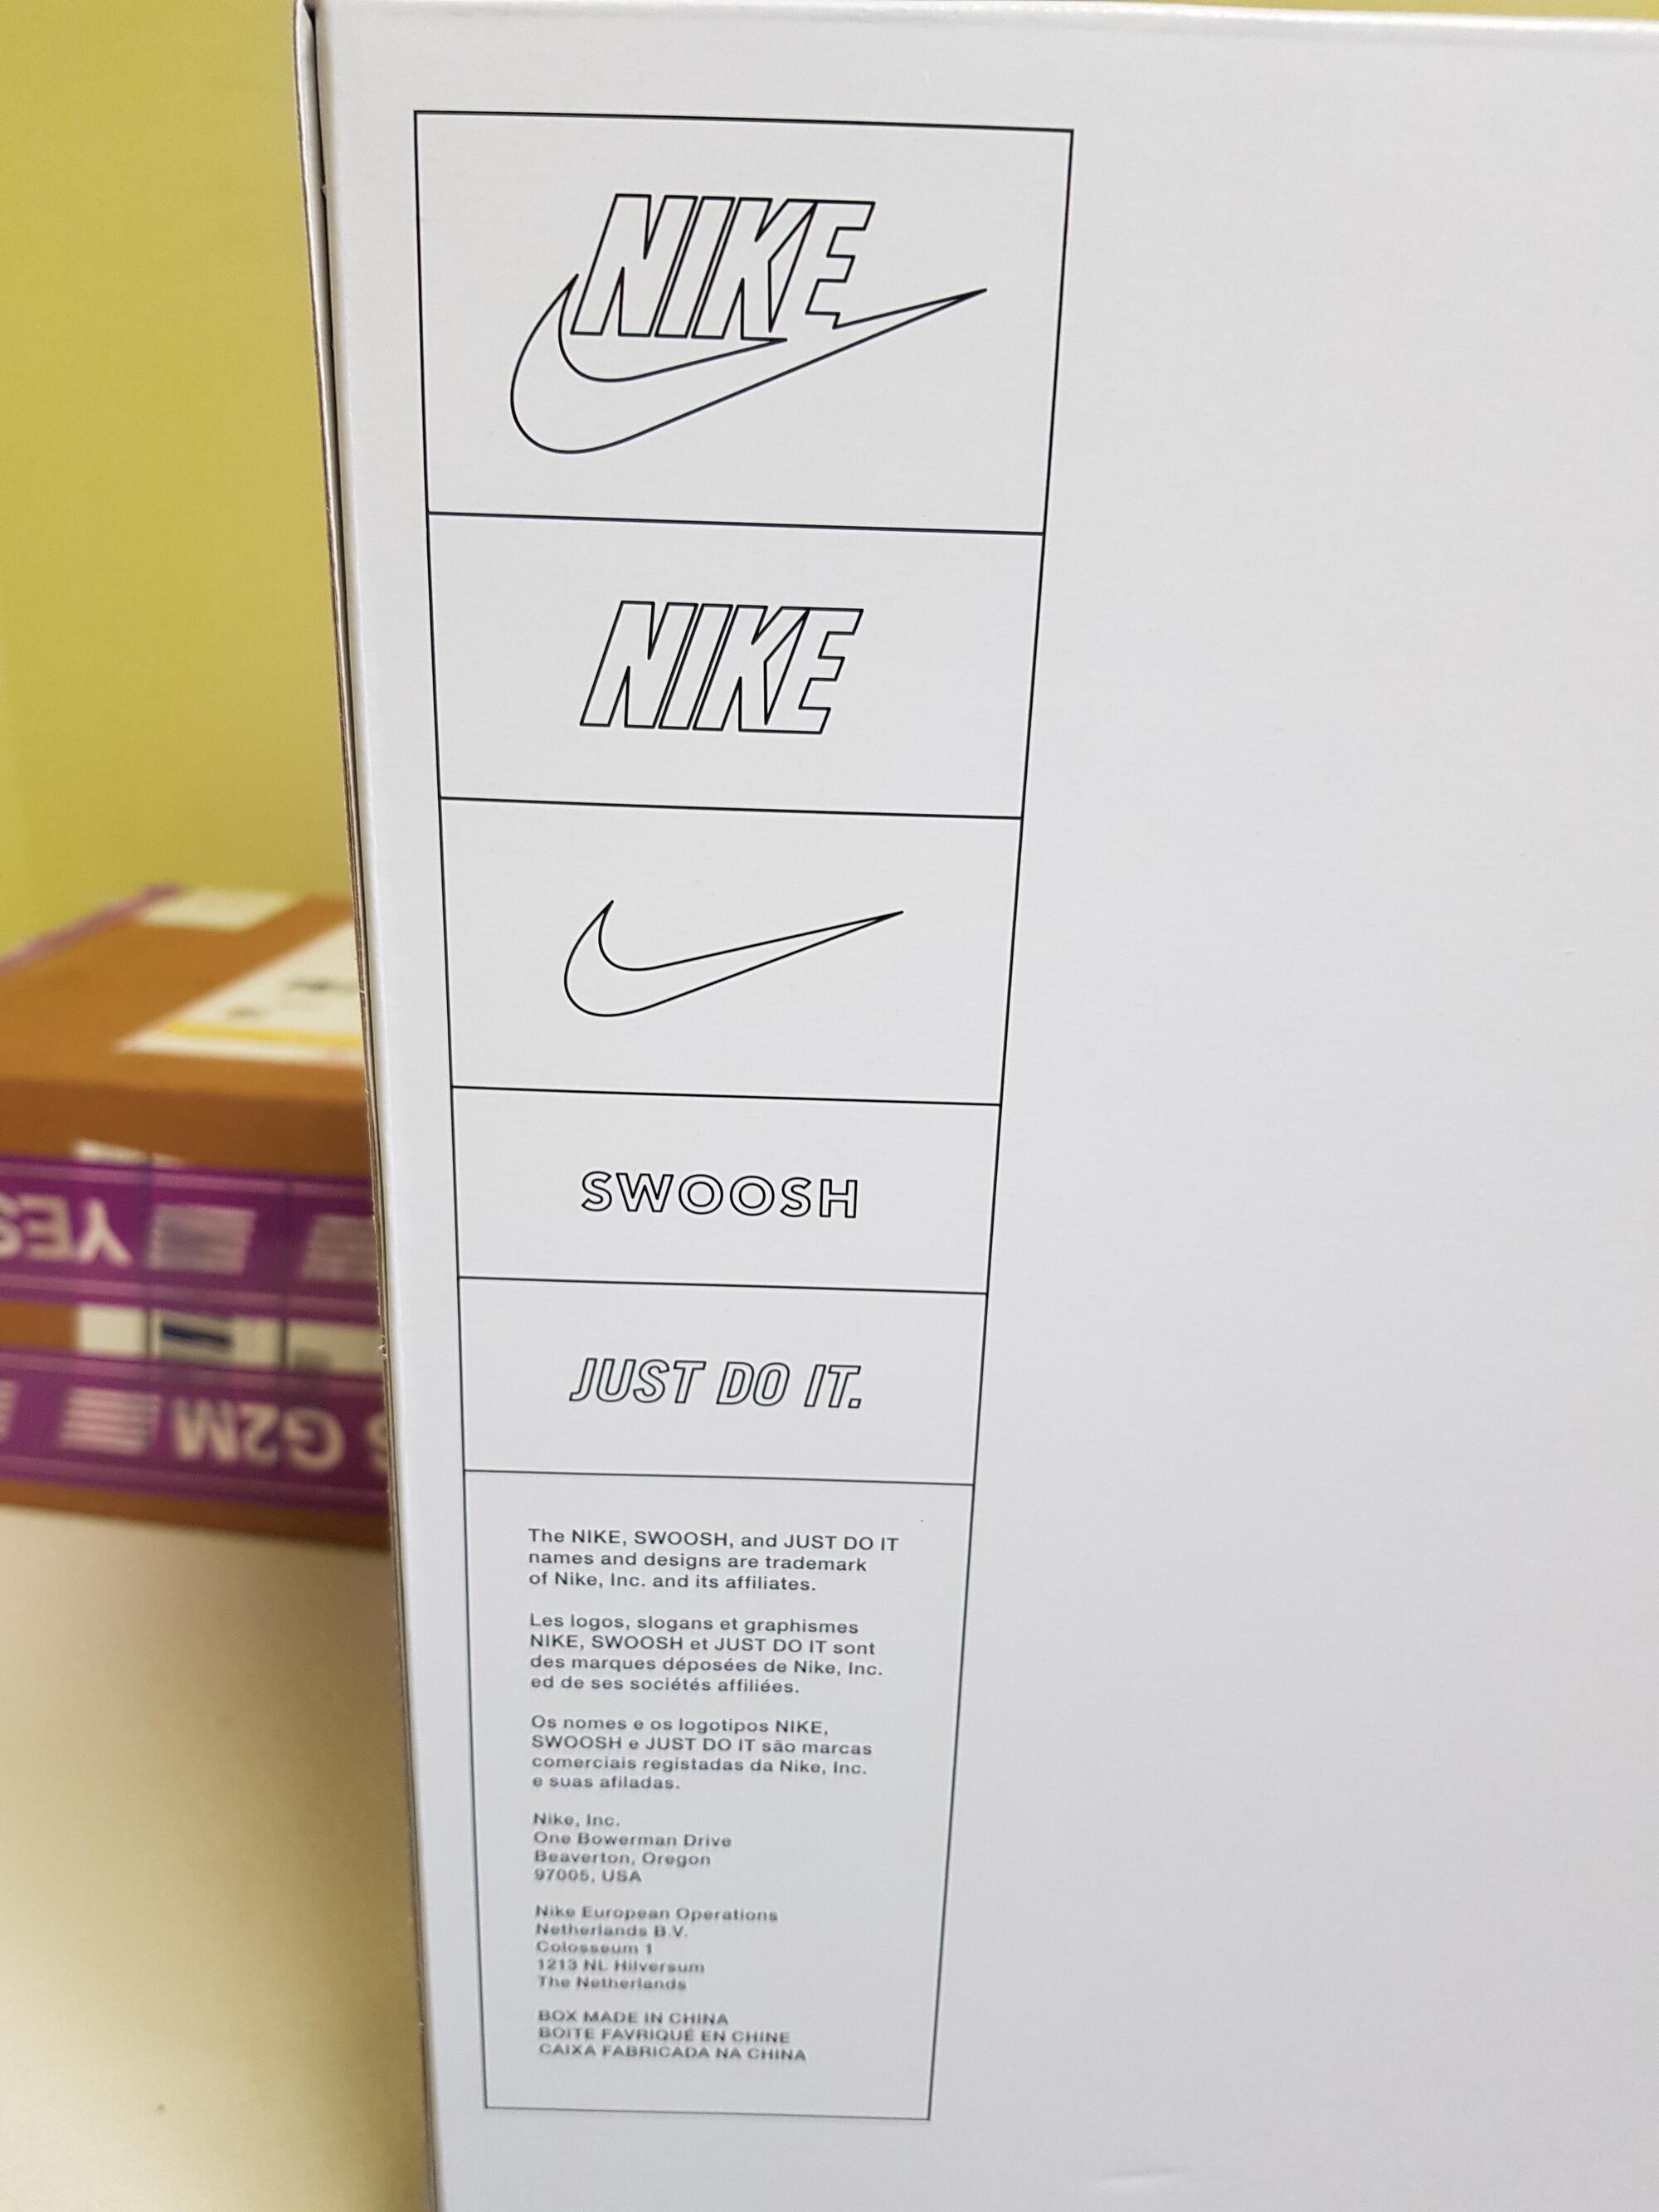 NIKE
NIKE
SWOOSH
JUST DO IT.
The NIKE, SWOOSH, and JUST DO IT
names and designs are trademark
of Nike, Inc. and its affiliates.
Les logos, slogans et graphismes
NIKE, SWOOSH et JUST DO IT sont
des marques déposées de Nike, Inc.
ed de ses sociétés affiliées.
Os nomes e os logotipos NIKE,
SWOOSH e JUST DO IT são marcas
comerciais registadas da Nike, Inc.
e suas afiladas.
Nike, Inc.
One Bowerman Drive
Beaverton, Oregon
97005, USA
Nike European Operations
Netherlands B.V.
Colosseum 1
1213 NL Hilversum
The Netherlands
BOX MADE IN CHINA
BOITE FAVRIQUÉ EN CHINE
CAIXA FABRICADA NA CHINA
YES
G2M